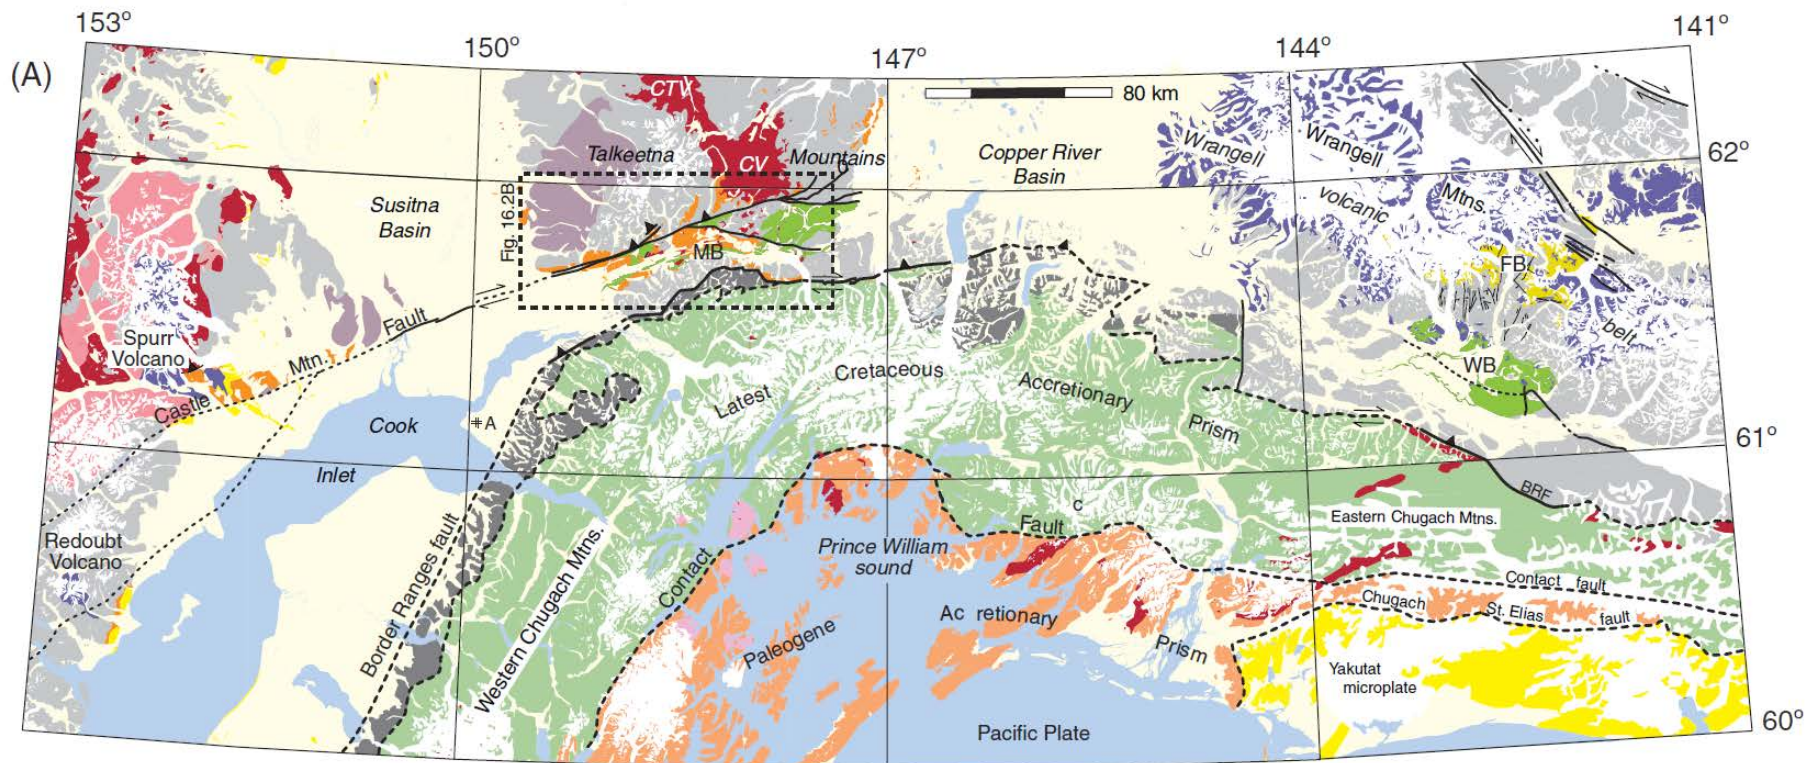 153°
150°
147°
144°
141°
(A)
CTV
80 km
Talkeetna
CV
Mountains
Copper River
Basin
Wrangell
Wrangell
Mtns.
volcanic
belt
62°
Susitna
Basin
Fig. 16.2B
MB
FB
WB
Spurr
Volcano
Castle
Mtn.
Fault
Cook
Inlet
A
Latest
Cretaceous
Accretionary
Prism
61°
BRF
Redoubt
Volcano
Border Ranges fault
Western Chugach Mtns.
Contact
Fault
c
Eastern Chugach Mtns.
Prince William
sound
Contact fault
Chugach
St. Elias
fault
Paleogene
Ac retionary
Prism
Yakutat
microplate
Pacific Plate
60°